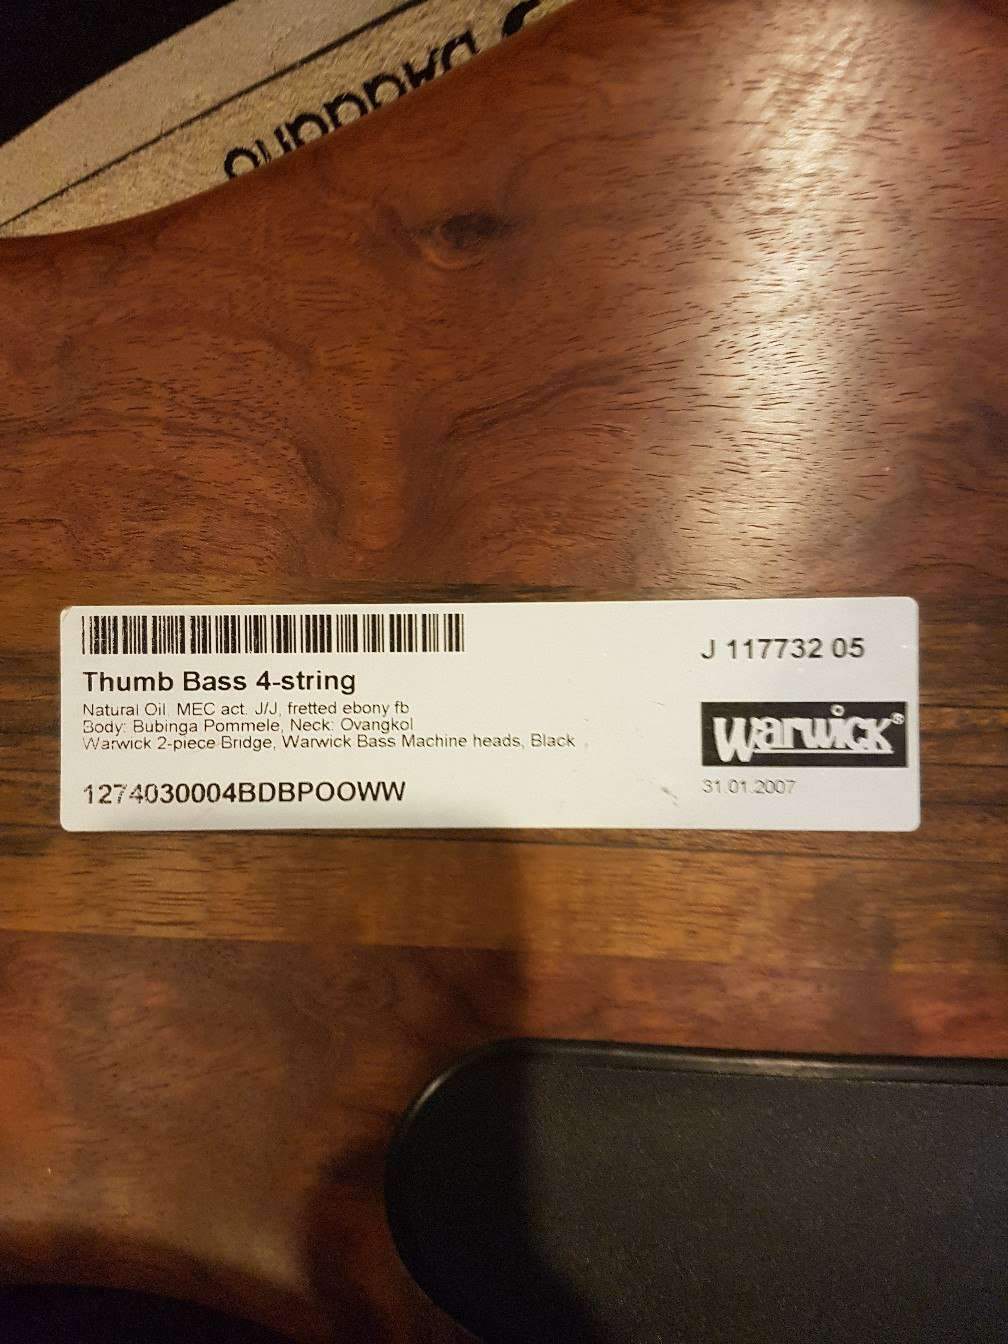 Thumb Bass 4-string
Natural Oil, MEC act. J/J, fretted ebony fb
Body: Bubinga Pommele, Neck: Ovangkol
Warwick 2-piece Bridge, Warwick Bass Machine heads, Black
1274030004BDBPOOWW
J 117732 05
Warwick®
31.01.2007